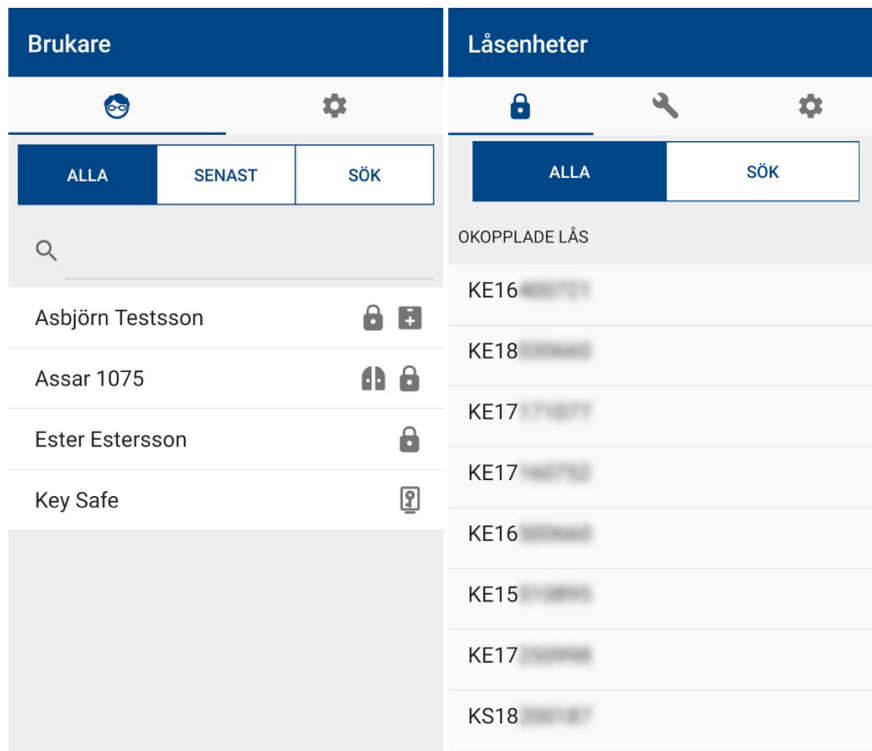 Brukare
ALLA SENAST SÖK
Asbjörn Testsson
Assar 1075
Ester Estersson
Key Safe
Låsenheter
ALLA SÖK
OKOPPLADE LÅS
KE16
KE18
KE17
KE17
KE16
KE15
KE17
KS18